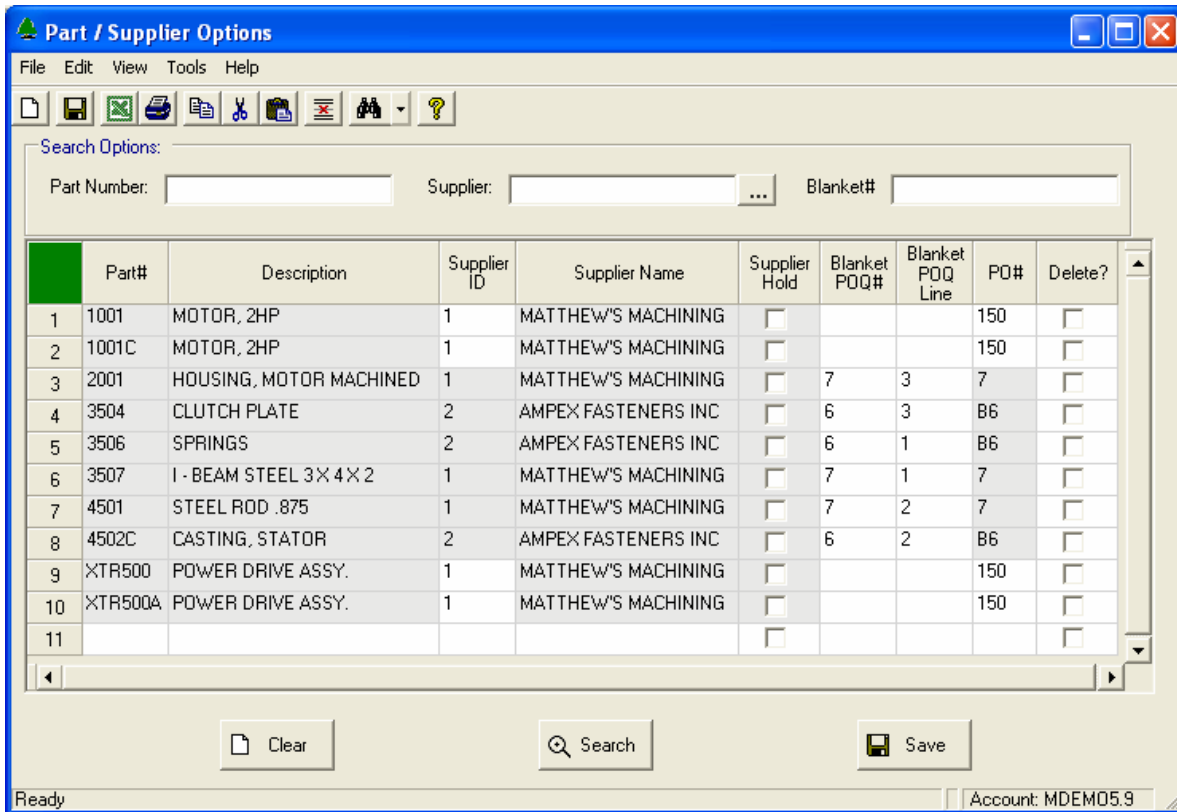 Part / Supplier Options
File Edit View Tools Help
Search Options:
Part Number: Supplier: ... Blanket#
Part# Description Supplier ID Supplier Name Supplier Hold Blanket POQ# Blanket POQ Line PO# Delete?
1 1001 MOTOR, 2HP 1 MATTHEW'S MACHINING 150
2 1001C MOTOR, 2HP 1 MATTHEW'S MACHINING 150
3 2001 HOUSING, MOTOR MACHINED 1 MATTHEW'S MACHINING 7 3 7
4 3504 CLUTCH PLATE 2 AMPEX FASTENERS INC 6 3 B6
5 3506 SPRINGS 2 AMPEX FASTENERS INC 6 1 B6
6 3507 I - BEAM STEEL 3 X 4 X 2 1 MATTHEW'S MACHINING 7 1 7
7 4501 STEEL ROD .875 1 MATTHEW'S MACHINING 7 2 7
8 4502C CASTING, STATOR 2 AMPEX FASTENERS INC 6 2 B6
9 XTR500 POWER DRIVE ASSY. 1 MATTHEW'S MACHINING 150
10 XTR500A POWER DRIVE ASSY. 1 MATTHEW'S MACHINING 150
11
Clear Search Save
Ready Account: MDEMO5.9